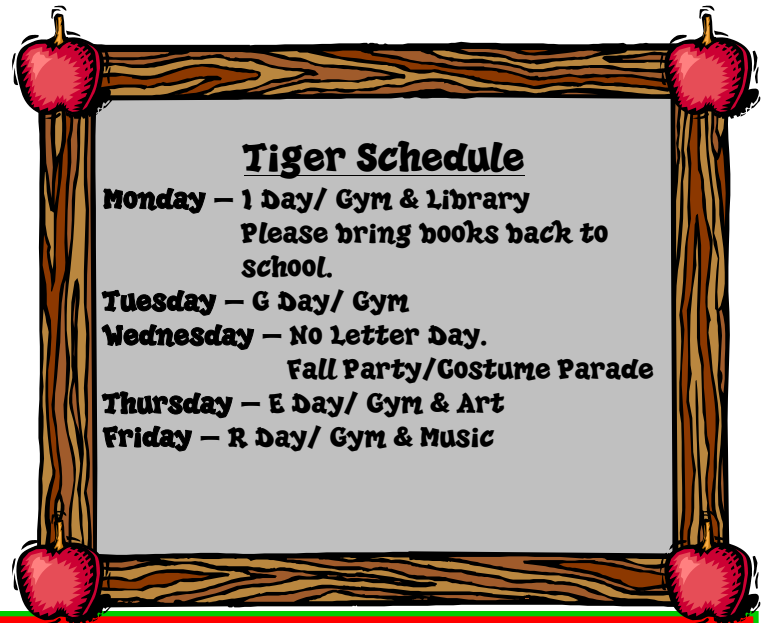 Tiger Schedule
Monday – I Day/ Gym & Library
Please bring books back to
school.
Tuesday – G Day/ Gym
Wednesday – No Letter Day.
Fall Party/Costume Parade
Thursday – E Day/ Gym & Art
Friday – R Day/ Gym & Music